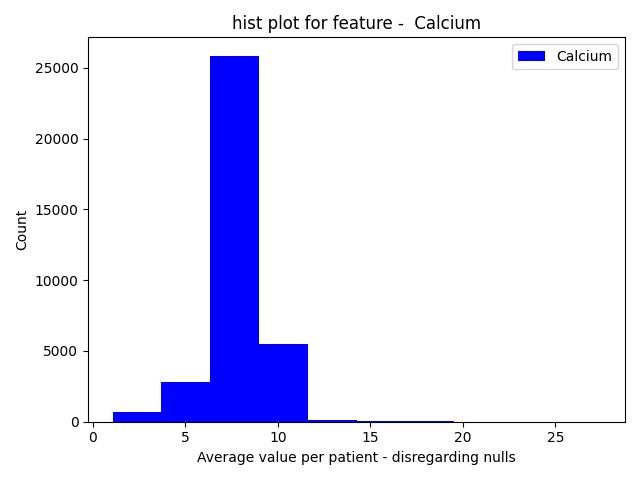 hist plot for feature -  Calcium
Calcium
25000
20000
15000
10000
5000
0
Count
0 5 10 15 20 25
Average value per patient - disregarding nulls